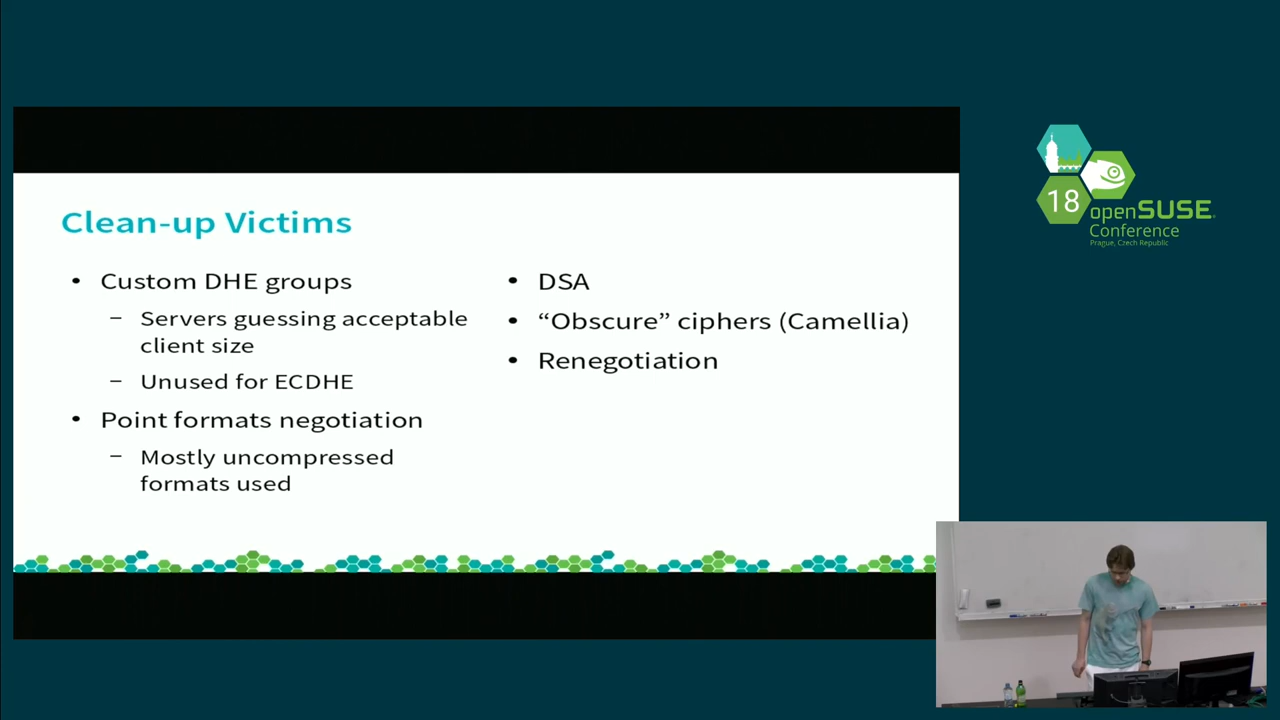 Clean-up Victims
• Custom DHE groups
– Servers guessing acceptable
client size
– Unused for ECDHE
• Point formats negotiation
– Mostly uncompressed
formats used
• DSA
• “Obscure” ciphers (Camellia)
• Renegotiation
18
openSUSE
Conference
Prague, Czech Republic